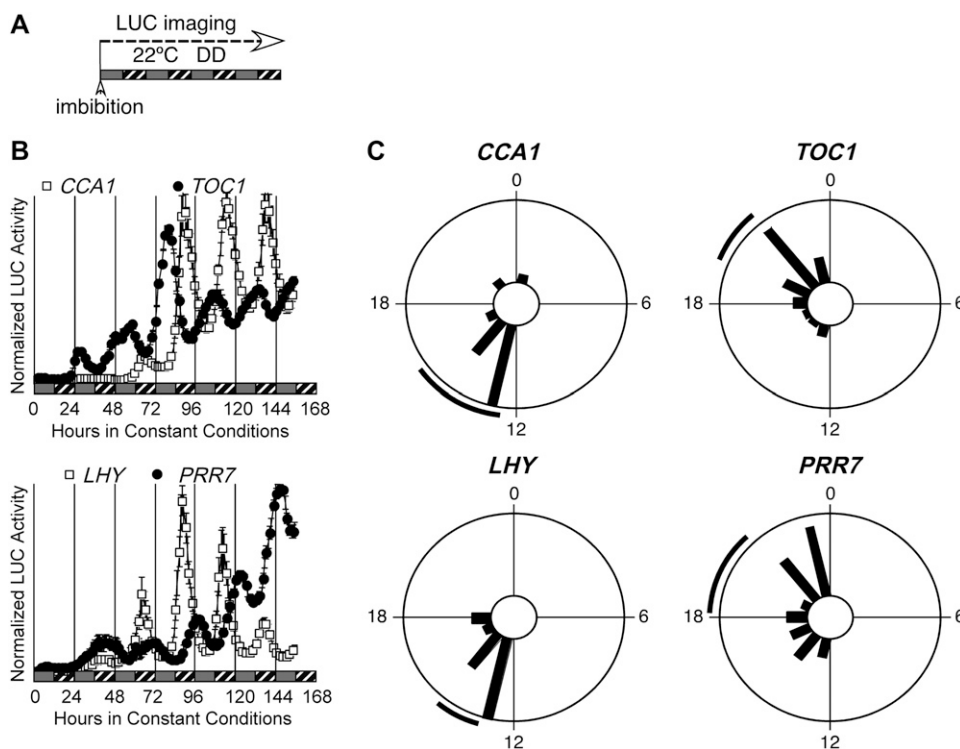 A
LUC imaging
22ºC DD
imbibition
B
CCA1 TOC1
Normalized LUC Activity
0 24 48 72 96 120 144 168
Hours in Constant Conditions
LHY PRR7
Normalized LUC Activity
0 24 48 72 96 120 144 168
Hours in Constant Conditions
C
CCA1
0
18 6
12
TOC1
0
18 6
12
LHY
0
18 6
12
PRR7
0
18 6
12